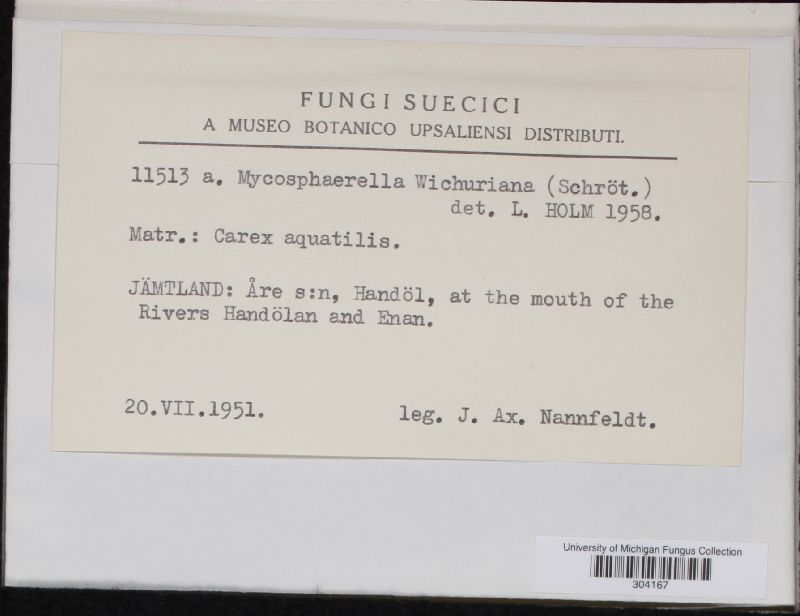 FUNGI SUECICI
A MUSEO BOTANICO UPSALIENSI DISTRIBUTI.
11513 a. Mycosphaerella Wichuriana (Schröt.)
det. L. HOLM 1958.
Matr.: Carex aquatilis.
JÄMTLAND: Åre s:n, Handöl, at the mouth of the
Rivers Handölan and Enan.
20.VII.1951. leg. J. Ax. Nannfeldt.
University of Michigan Fungus Collection
304167